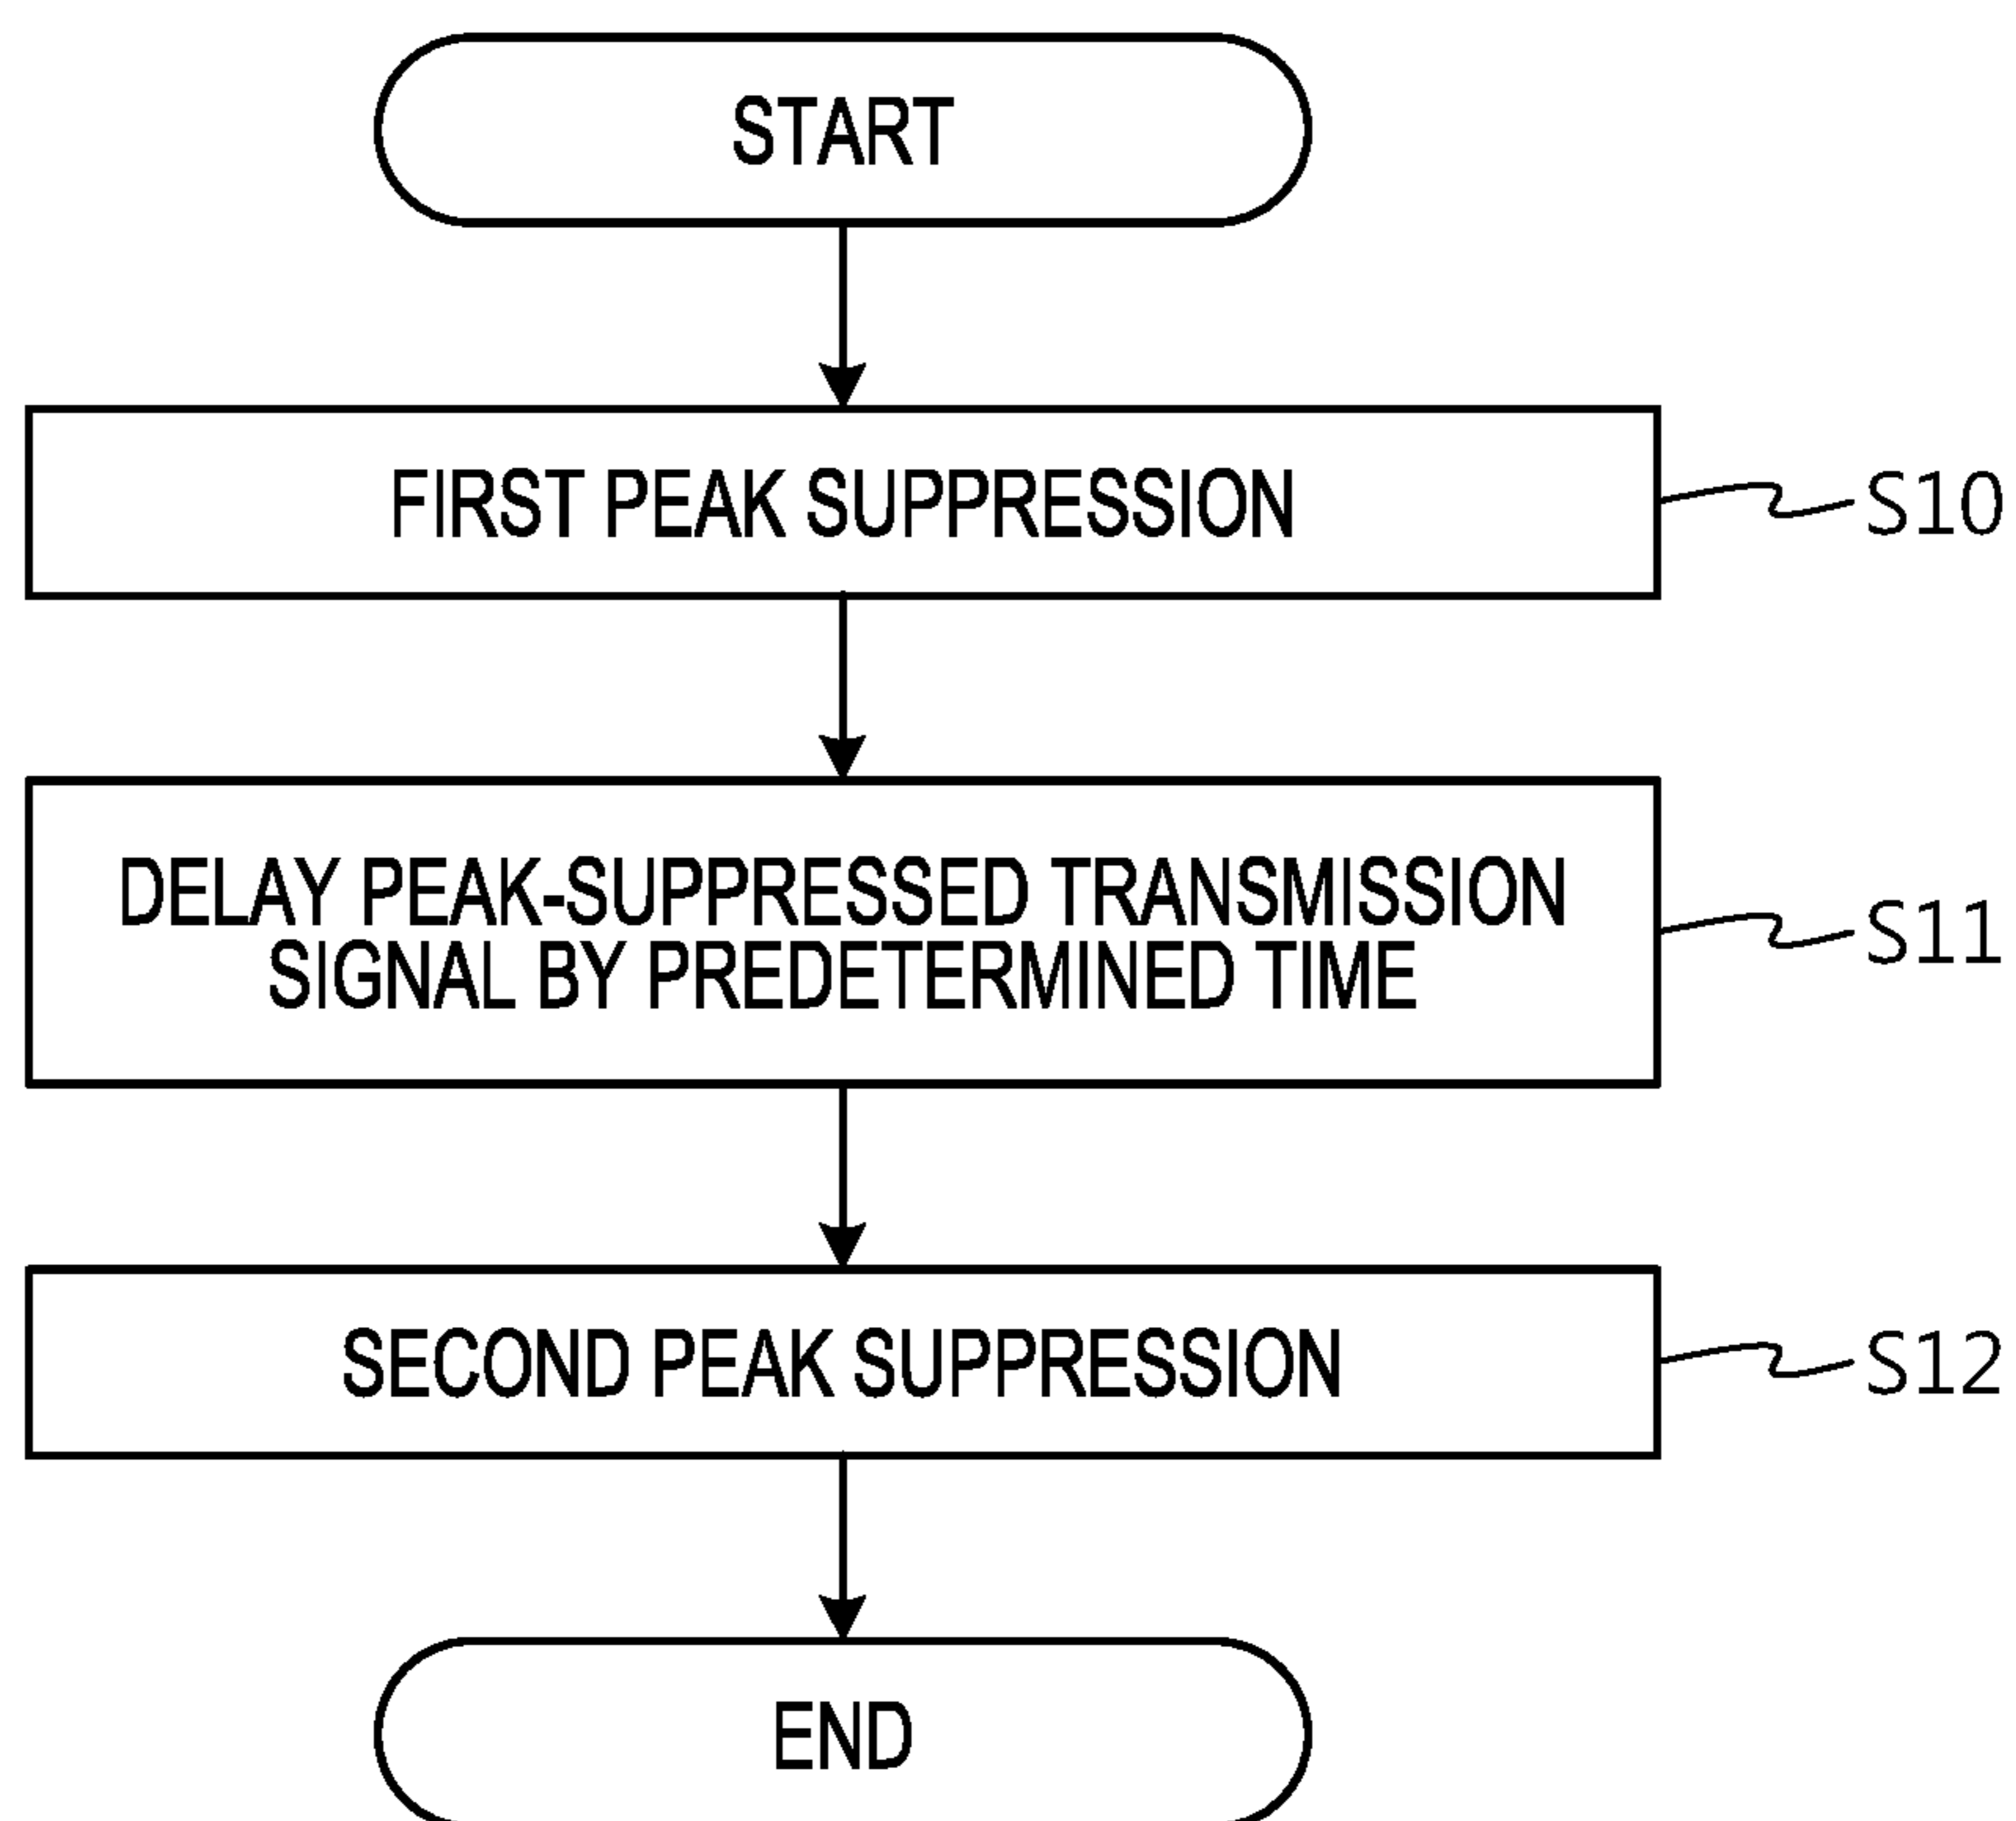 START
FIRST PEAK SUPPRESSION
S10
DELAY PEAK-SUPPRESSED TRANSMISSION
SIGNAL BY PREDETERMINED TIME
S11
SECOND PEAK SUPPRESSION
S12
END